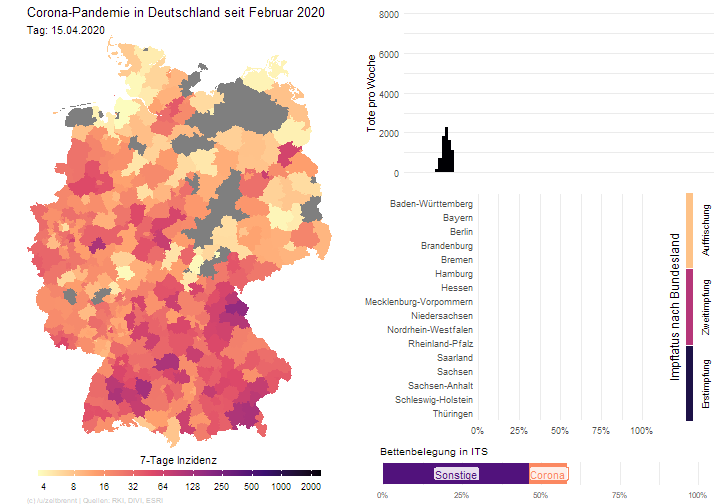 Corona-Pandemie in Deutschland seit Februar 2020
Tag: 15.04.2020
7-Tage Inzidenz
4 8 16 32 64 128 250 500 1000 2000
Tote pro Woche
8000
6000
4000
2000
0
Baden-Württemberg
Bayern
Berlin
Brandenburg
Bremen
Hamburg
Hessen
Mecklenburg-Vorpommern
Niedersachsen
Nordrhein-Westfalen
Rheinland-Pfalz
Saarland
Sachsen
Sachsen-Anhalt
Schleswig-Holstein
Thüringen
0% 25% 50% 75% 100%
Impfstatus nach Bundesland
Auffrischung
Zweitimpfung
Erstimpfung
Bettenbelegung in ITS
Sonstige Corona
0% 25% 50% 75% 100%